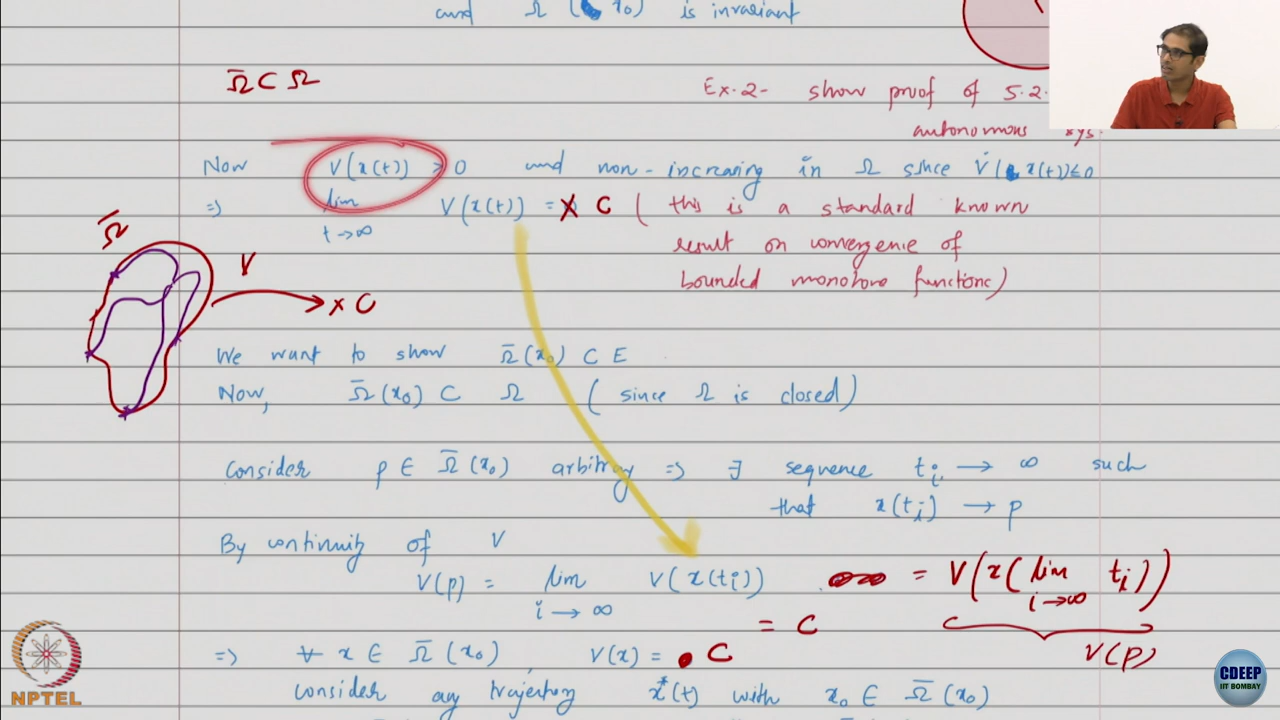 and Ω ( x₀) is invariant
Ω̄ ⊂ Ω
Ex.2- show proof of 5.2.
autonomous sys.
Now V(x(t)) > 0 and non-increasing in Ω since V̇( x(t)) ≤ 0
⇒ lim t→∞ V(x(t)) = C ( this is a standard known
result on convergenie of
bounded monotone functions)
Ω̄
V
x C
We want to show Ω̄(x₀) ⊂ E
Now, Ω̄(x₀) ⊂ Ω ( since Ω is closed)
Consider p ∈ Ω̄(x₀) arbitray ⇒ ∃ sequence tᵢ → ∞ such
that x(tᵢ) → p
By continuity of V
V(p) = lim i→∞ V(x(tᵢ)) = V(x(lim i→∞ tᵢ))
= C
V(p)
⇒ ∀ x ∈ Ω̄(x₀), V(x) = C
Consider any trajectory x*(t) with x₀ ∈ Ω̄(x₀)
NPTEL
CDEEP
IIT BOMBAY